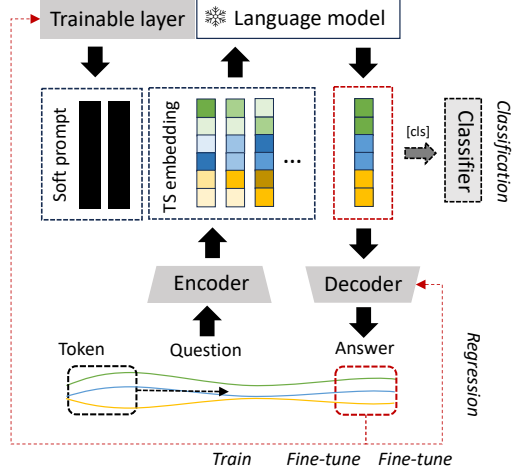 Trainable layer
Language model
Soft prompt
TS embedding
...
[cls]
Classifier
Classification
Encoder
Decoder
Token
Question
Answer
Regression
Train
Fine-tune
Fine-tune